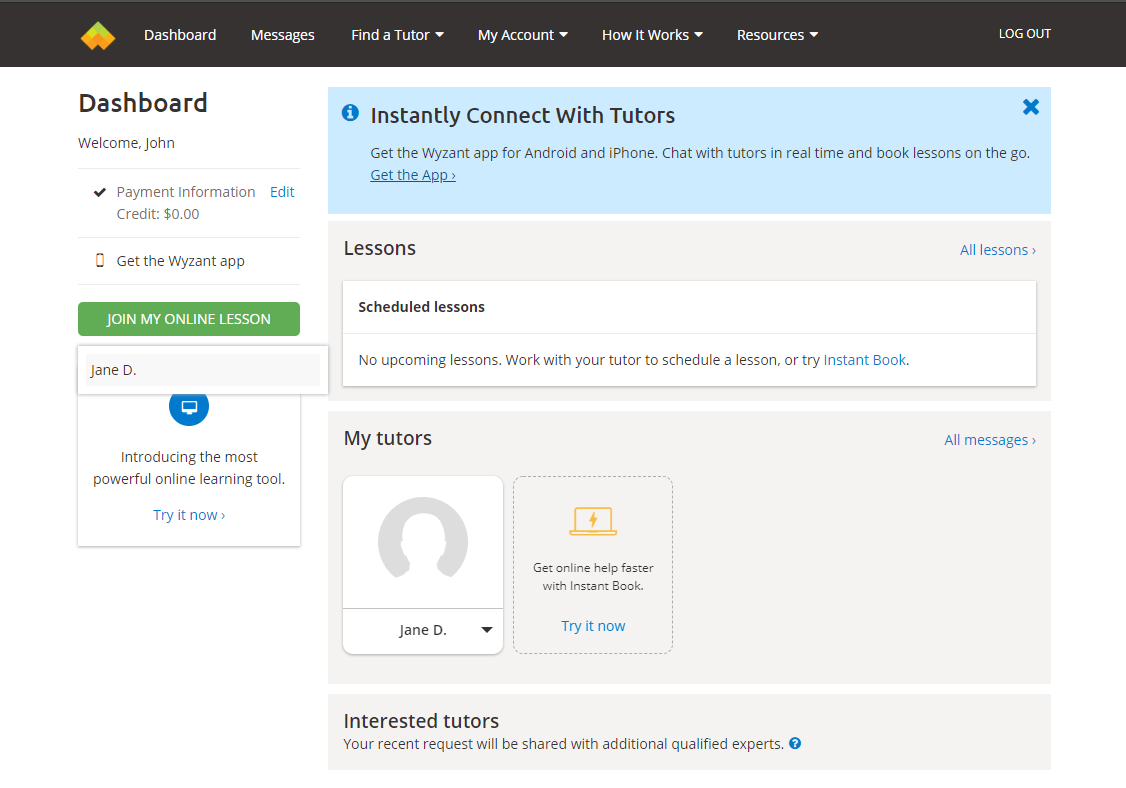 Dashboard Messages Find a Tutor My Account How It Works Resources LOG OUT
Dashboard
Welcome, John
Payment Information Edit
Credit: $0.00
Get the Wyzant app
JOIN MY ONLINE LESSON
Jane D.
Introducing the most
powerful online learning tool.
Try it now ›
Instantly Connect With Tutors
Get the Wyzant app for Android and iPhone. Chat with tutors in real time and book lessons on the go.
Get the App ›
Lessons
All lessons ›
Scheduled lessons
No upcoming lessons. Work with your tutor to schedule a lesson, or try Instant Book.
My tutors
All messages ›
Jane D.
Get online help faster
with Instant Book.
Try it now
Interested tutors
Your recent request will be shared with additional qualified experts.